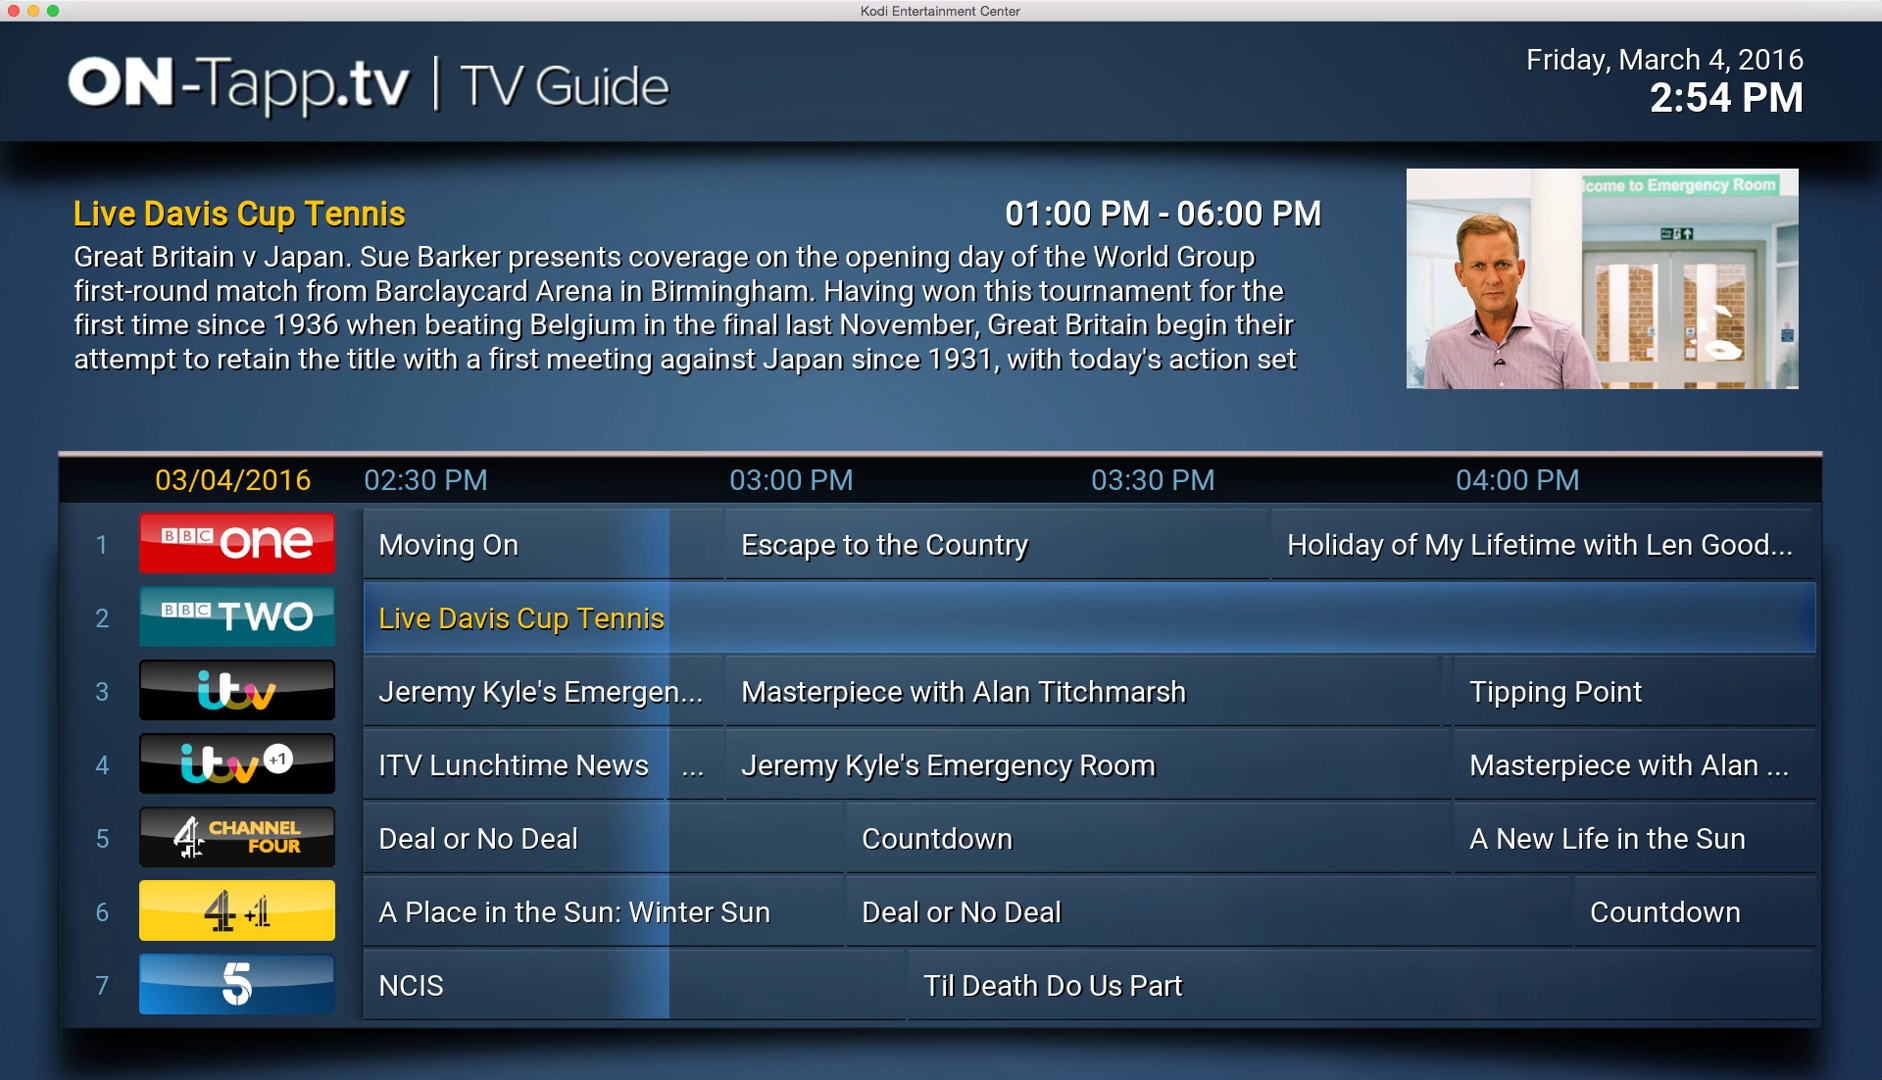 Kodi Entertainment Center
ON-Tapp.tv | TV Guide
Friday, March 4, 2016
2:54 PM
Live Davis Cup Tennis
01:00 PM - 06:00 PM
Great Britain v Japan. Sue Barker presents coverage on the opening day of the World Group
first-round match from Barclaycard Arena in Birmingham. Having won this tournament for the
first time since 1936 when beating Belgium in the final last November, Great Britain begin their
attempt to retain the title with a first meeting against Japan since 1931, with today's action set
lcome to Emergency Room
03/04/2016 02:30 PM 03:00 PM 03:30 PM 04:00 PM
1 BBC one Moving On Escape to the Country Holiday of My Lifetime with Len Good...
2 BBC TWO Live Davis Cup Tennis
3 itv Jeremy Kyle's Emergen... Masterpiece with Alan Titchmarsh Tipping Point
4 itv +1 ITV Lunchtime News ... Jeremy Kyle's Emergency Room Masterpiece with Alan ...
5 4 CHANNEL FOUR Deal or No Deal Countdown A New Life in the Sun
6 4+1 A Place in the Sun: Winter Sun Deal or No Deal Countdown
7 5 NCIS Til Death Do Us Part